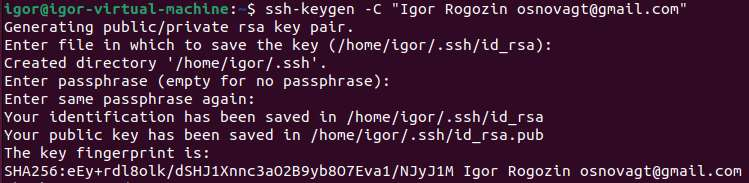 igor@igor-virtual-machine:~$ ssh-keygen -C "Igor Rogozin osnovagt@gmail.com"
Generating public/private rsa key pair.
Enter file in which to save the key (/home/igor/.ssh/id_rsa):
Created directory '/home/igor/.ssh'.
Enter passphrase (empty for no passphrase):
Enter same passphrase again:
Your identification has been saved in /home/igor/.ssh/id_rsa
Your public key has been saved in /home/igor/.ssh/id_rsa.pub
The key fingerprint is:
SHA256:eEy+rdl8olk/dSHJ1Xnnc3aO2B9yb8O7Eva1/NJyJ1M Igor Rogozin osnovagt@gmail.com